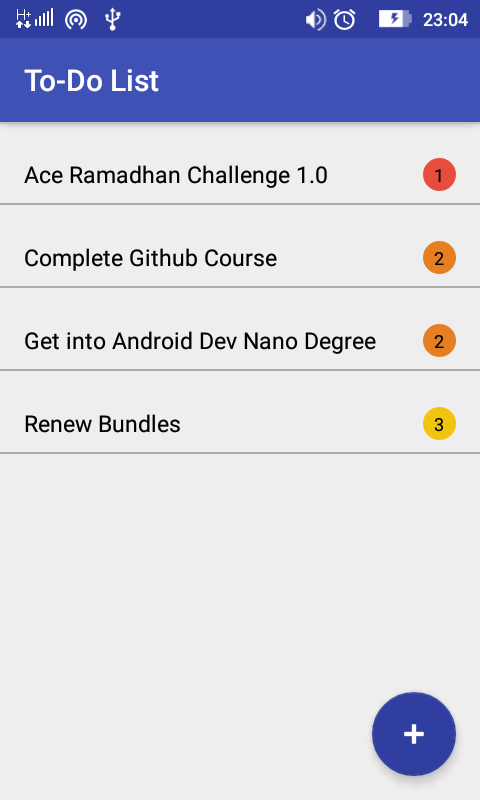 H+ 23:04
To-Do List
Ace Ramadhan Challenge 1.0 1
Complete Github Course 2
Get into Android Dev Nano Degree 2
Renew Bundles 3
+